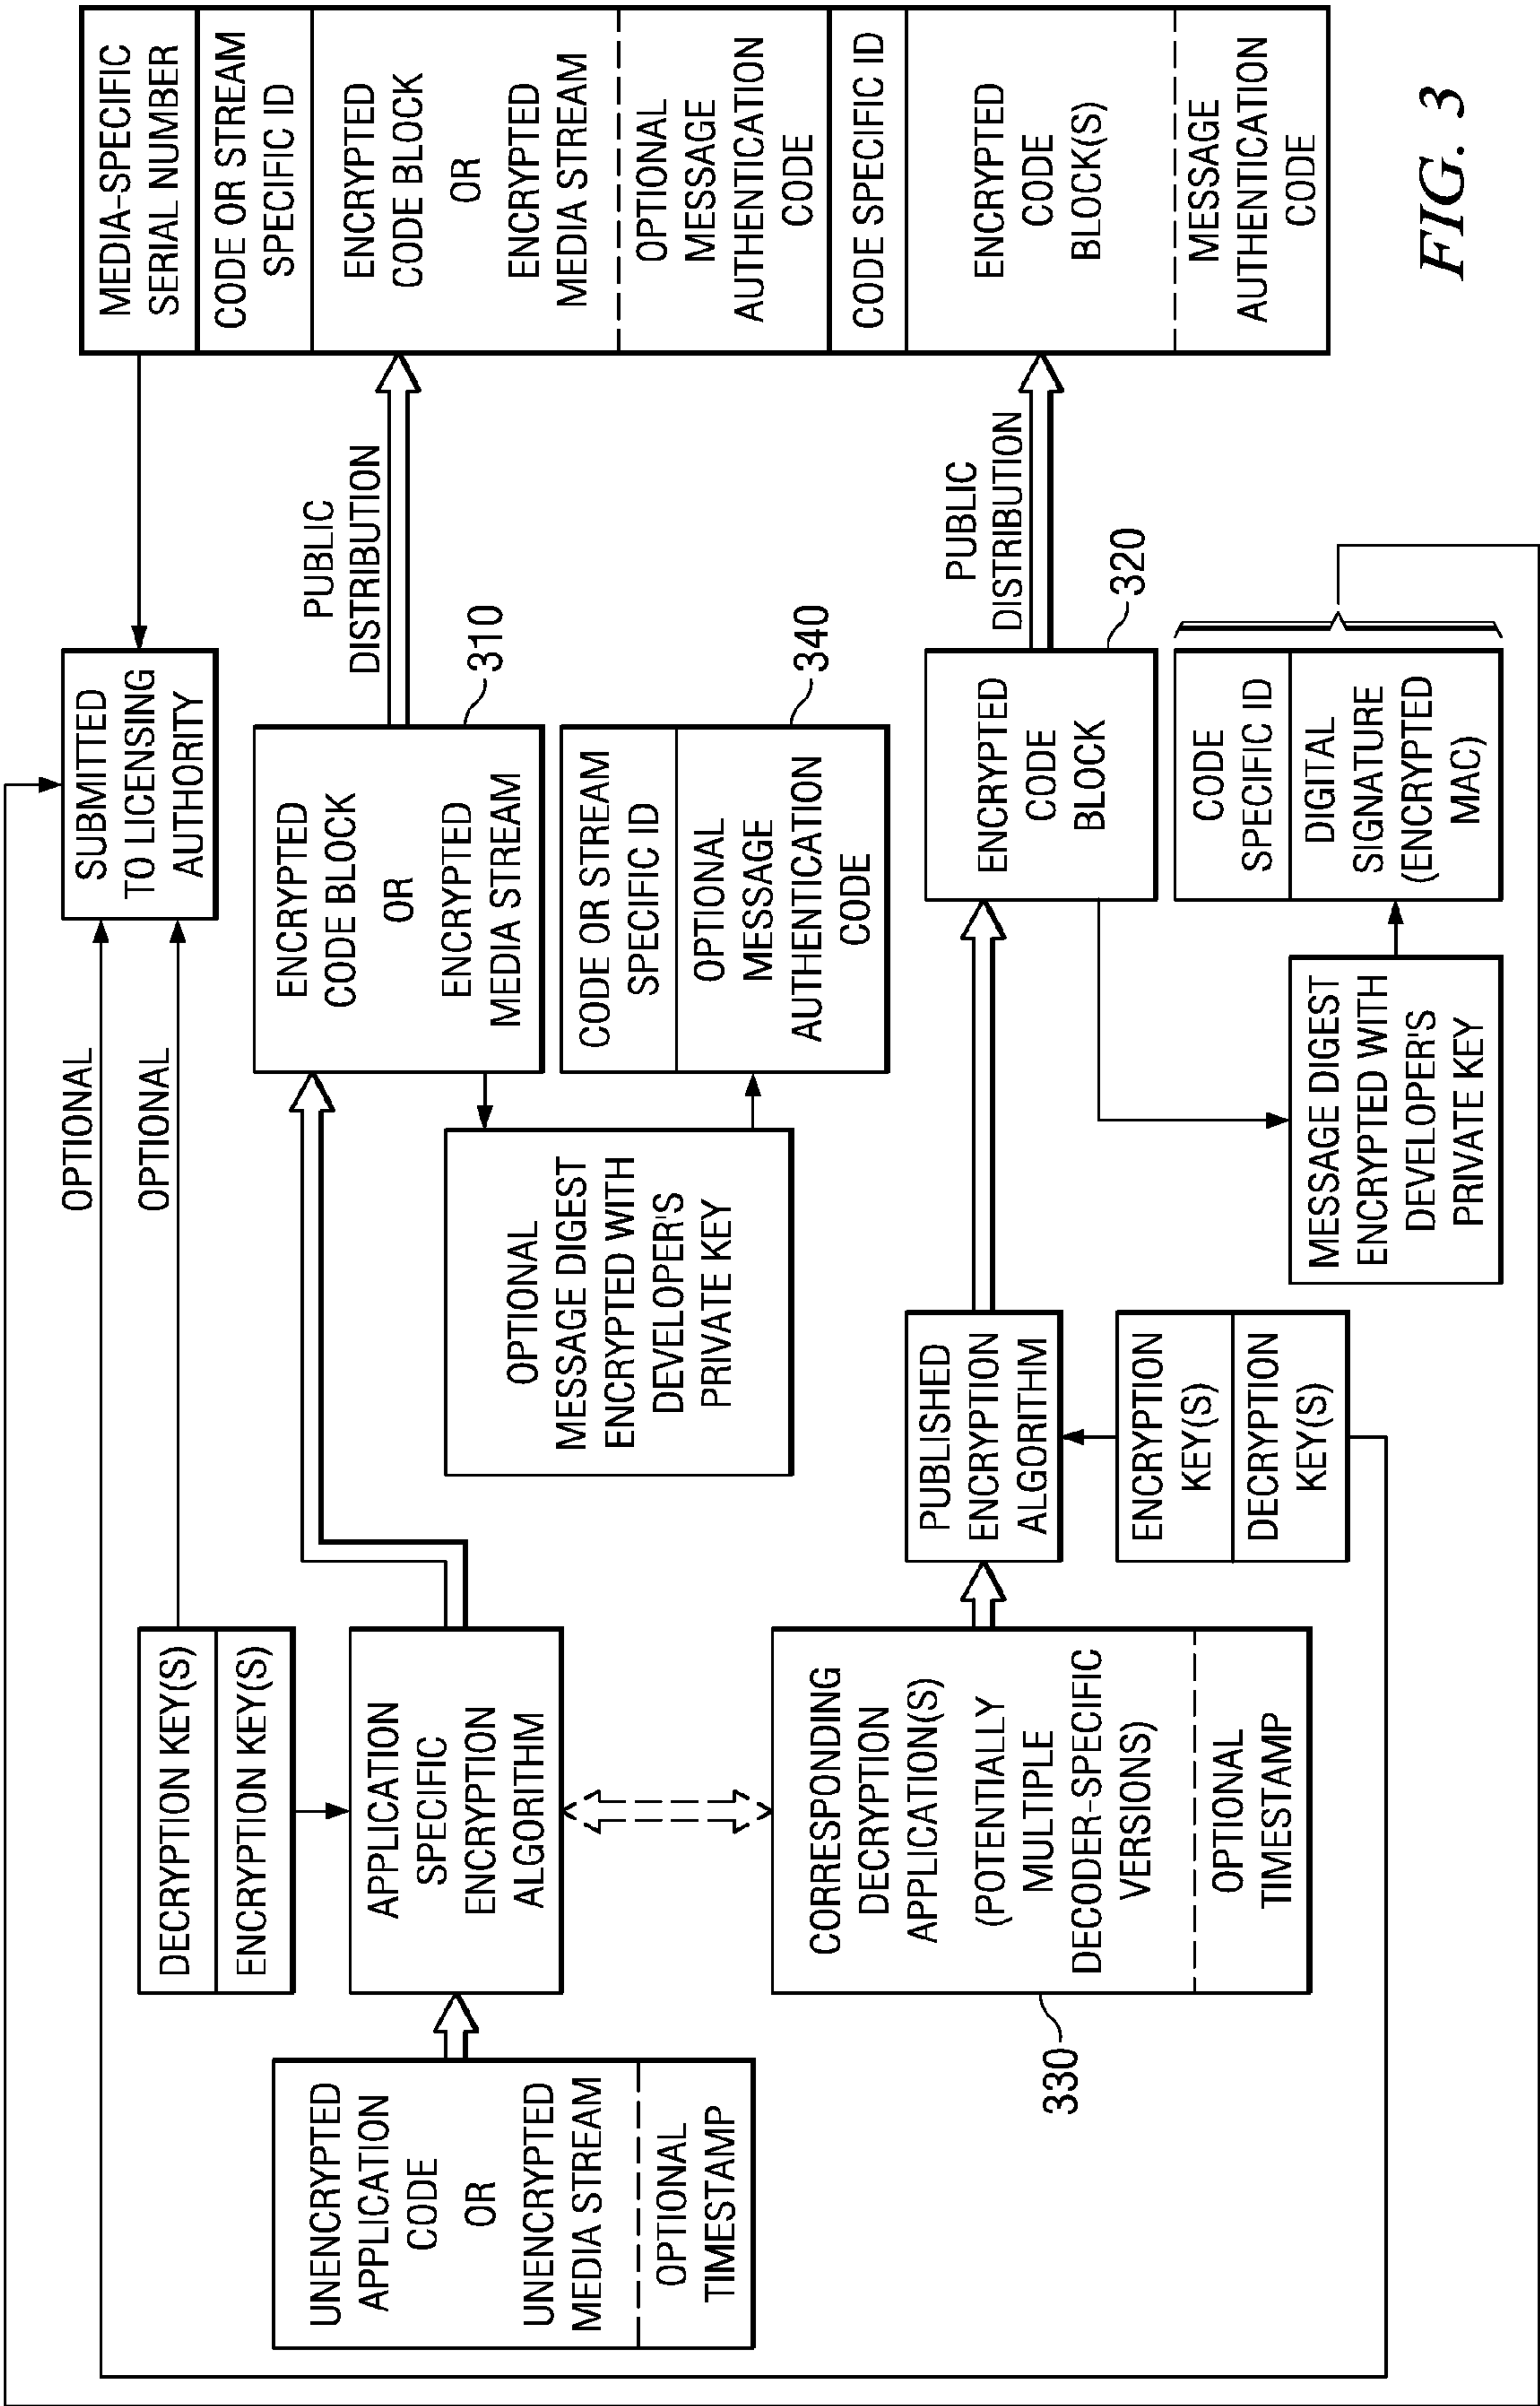 UNENCRYPTED
APPLICATION
CODE
OR
UNENCRYPTED
MEDIA STREAM
OPTIONAL
TIMESTAMP
DECRYPTION KEY(S)
ENCRYPTION KEY(S)
APPLICATION
SPECIFIC
ENCRYPTION
ALGORITHM
CORRESPONDING
DECRYPTION
APPLICATION(S)
(POTENTIALLY
MULTIPLE
DECODER-SPECIFIC
VERSIONS)
OPTIONAL
TIMESTAMP
330
OPTIONAL
OPTIONAL
OPTIONAL
MESSAGE DIGEST
ENCRYPTED WITH
DEVELOPER'S
PRIVATE KEY
PUBLISHED
ENCRYPTION
ALGORITHM
ENCRYPTION
KEY(S)
DECRYPTION
KEY(S)
SUBMITTED
TO LICENSING
AUTHORITY
ENCRYPTED
CODE BLOCK
OR
ENCRYPTED
MEDIA STREAM
310
CODE OR STREAM
SPECIFIC ID
OPTIONAL
MESSAGE
AUTHENTICATION
CODE
340
ENCRYPTED
CODE
BLOCK
320
MESSAGE DIGEST
ENCRYPTED WITH
DEVELOPER'S
PRIVATE KEY
CODE
SPECIFIC ID
DIGITAL
SIGNATURE
(ENCRYPTED
MAC)
PUBLIC
DISTRIBUTION
PUBLIC
DISTRIBUTION
MEDIA-SPECIFIC
SERIAL NUMBER
CODE OR STREAM
SPECIFIC ID
ENCRYPTED
CODE BLOCK
OR
ENCRYPTED
MEDIA STREAM
OPTIONAL
MESSAGE
AUTHENTICATION
CODE
CODE SPECIFIC ID
ENCRYPTED
CODE
BLOCK(S)
MESSAGE
AUTHENTICATION
CODE
FIG. 3